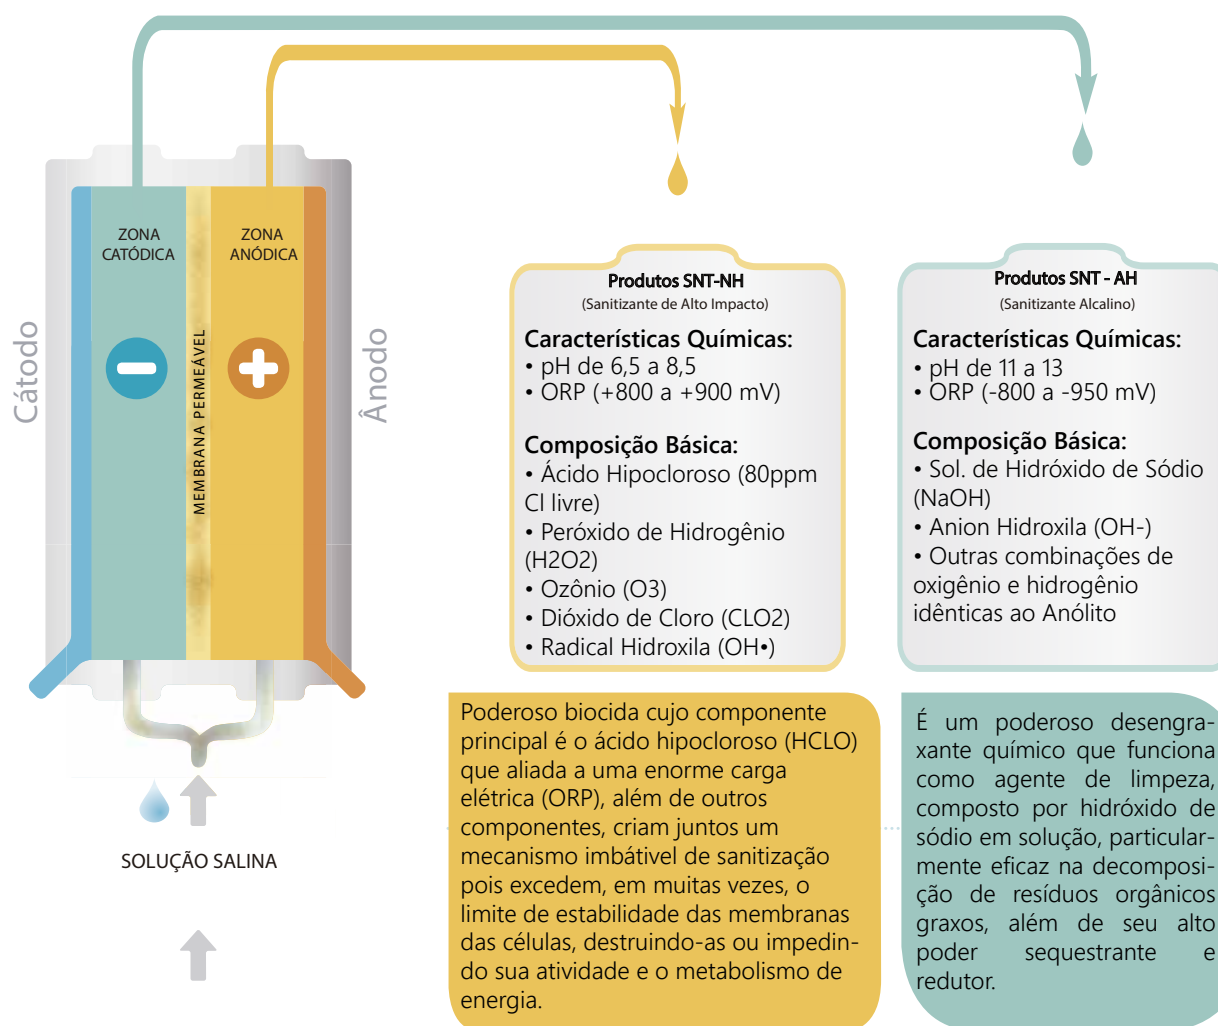 ZONA
CATÓDICA
ZONA
ANÓDICA
Cátodo
MEMBRANA PERMEÁVEL
Ânodo
SOLUÇÃO SALINA
Produtos SNT-NH
(Sanitizante de Alto Impacto)
Características Químicas:
• pH de 6,5 a 8,5
• ORP (+800 a +900 mV)
Composição Básica:
• Ácido Hipocloroso (80ppm
Cl livre)
• Peróxido de Hidrogênio
(H2O2)
• Ozônio (O3)
• Dióxido de Cloro (CLO2)
• Radical Hidroxila (OH•)
Poderoso biocida cujo componente
principal é o ácido hipocloroso (HCLO)
que aliada a uma enorme carga
elétrica (ORP), além de outros
componentes, criam juntos um
mecanismo imbátivel de sanitização
pois excedem, em muitas vezes, o
limite de estabilidade das membranas
das células, destruindo-as ou impedin-
do sua atividade e o metabolismo de
energia.
Produtos SNT - AH
(Sanitizante Alcalino)
Características Químicas:
• pH de 11 a 13
• ORP (-800 a -950 mV)
Composição Básica:
• Sol. de Hidróxido de Sódio
(NaOH)
• Anion Hidroxila (OH-)
• Outras combinações de
oxigênio e hidrogênio
idênticas ao Anólito
É um poderoso desengra-
xante químico que funciona
como agente de limpeza,
composto por hidróxido de
sódio em solução, particular-
mente eficaz na decomposi-
ção de resíduos orgânicos
graxos, além de seu alto
poder sequestrante e
redutor.